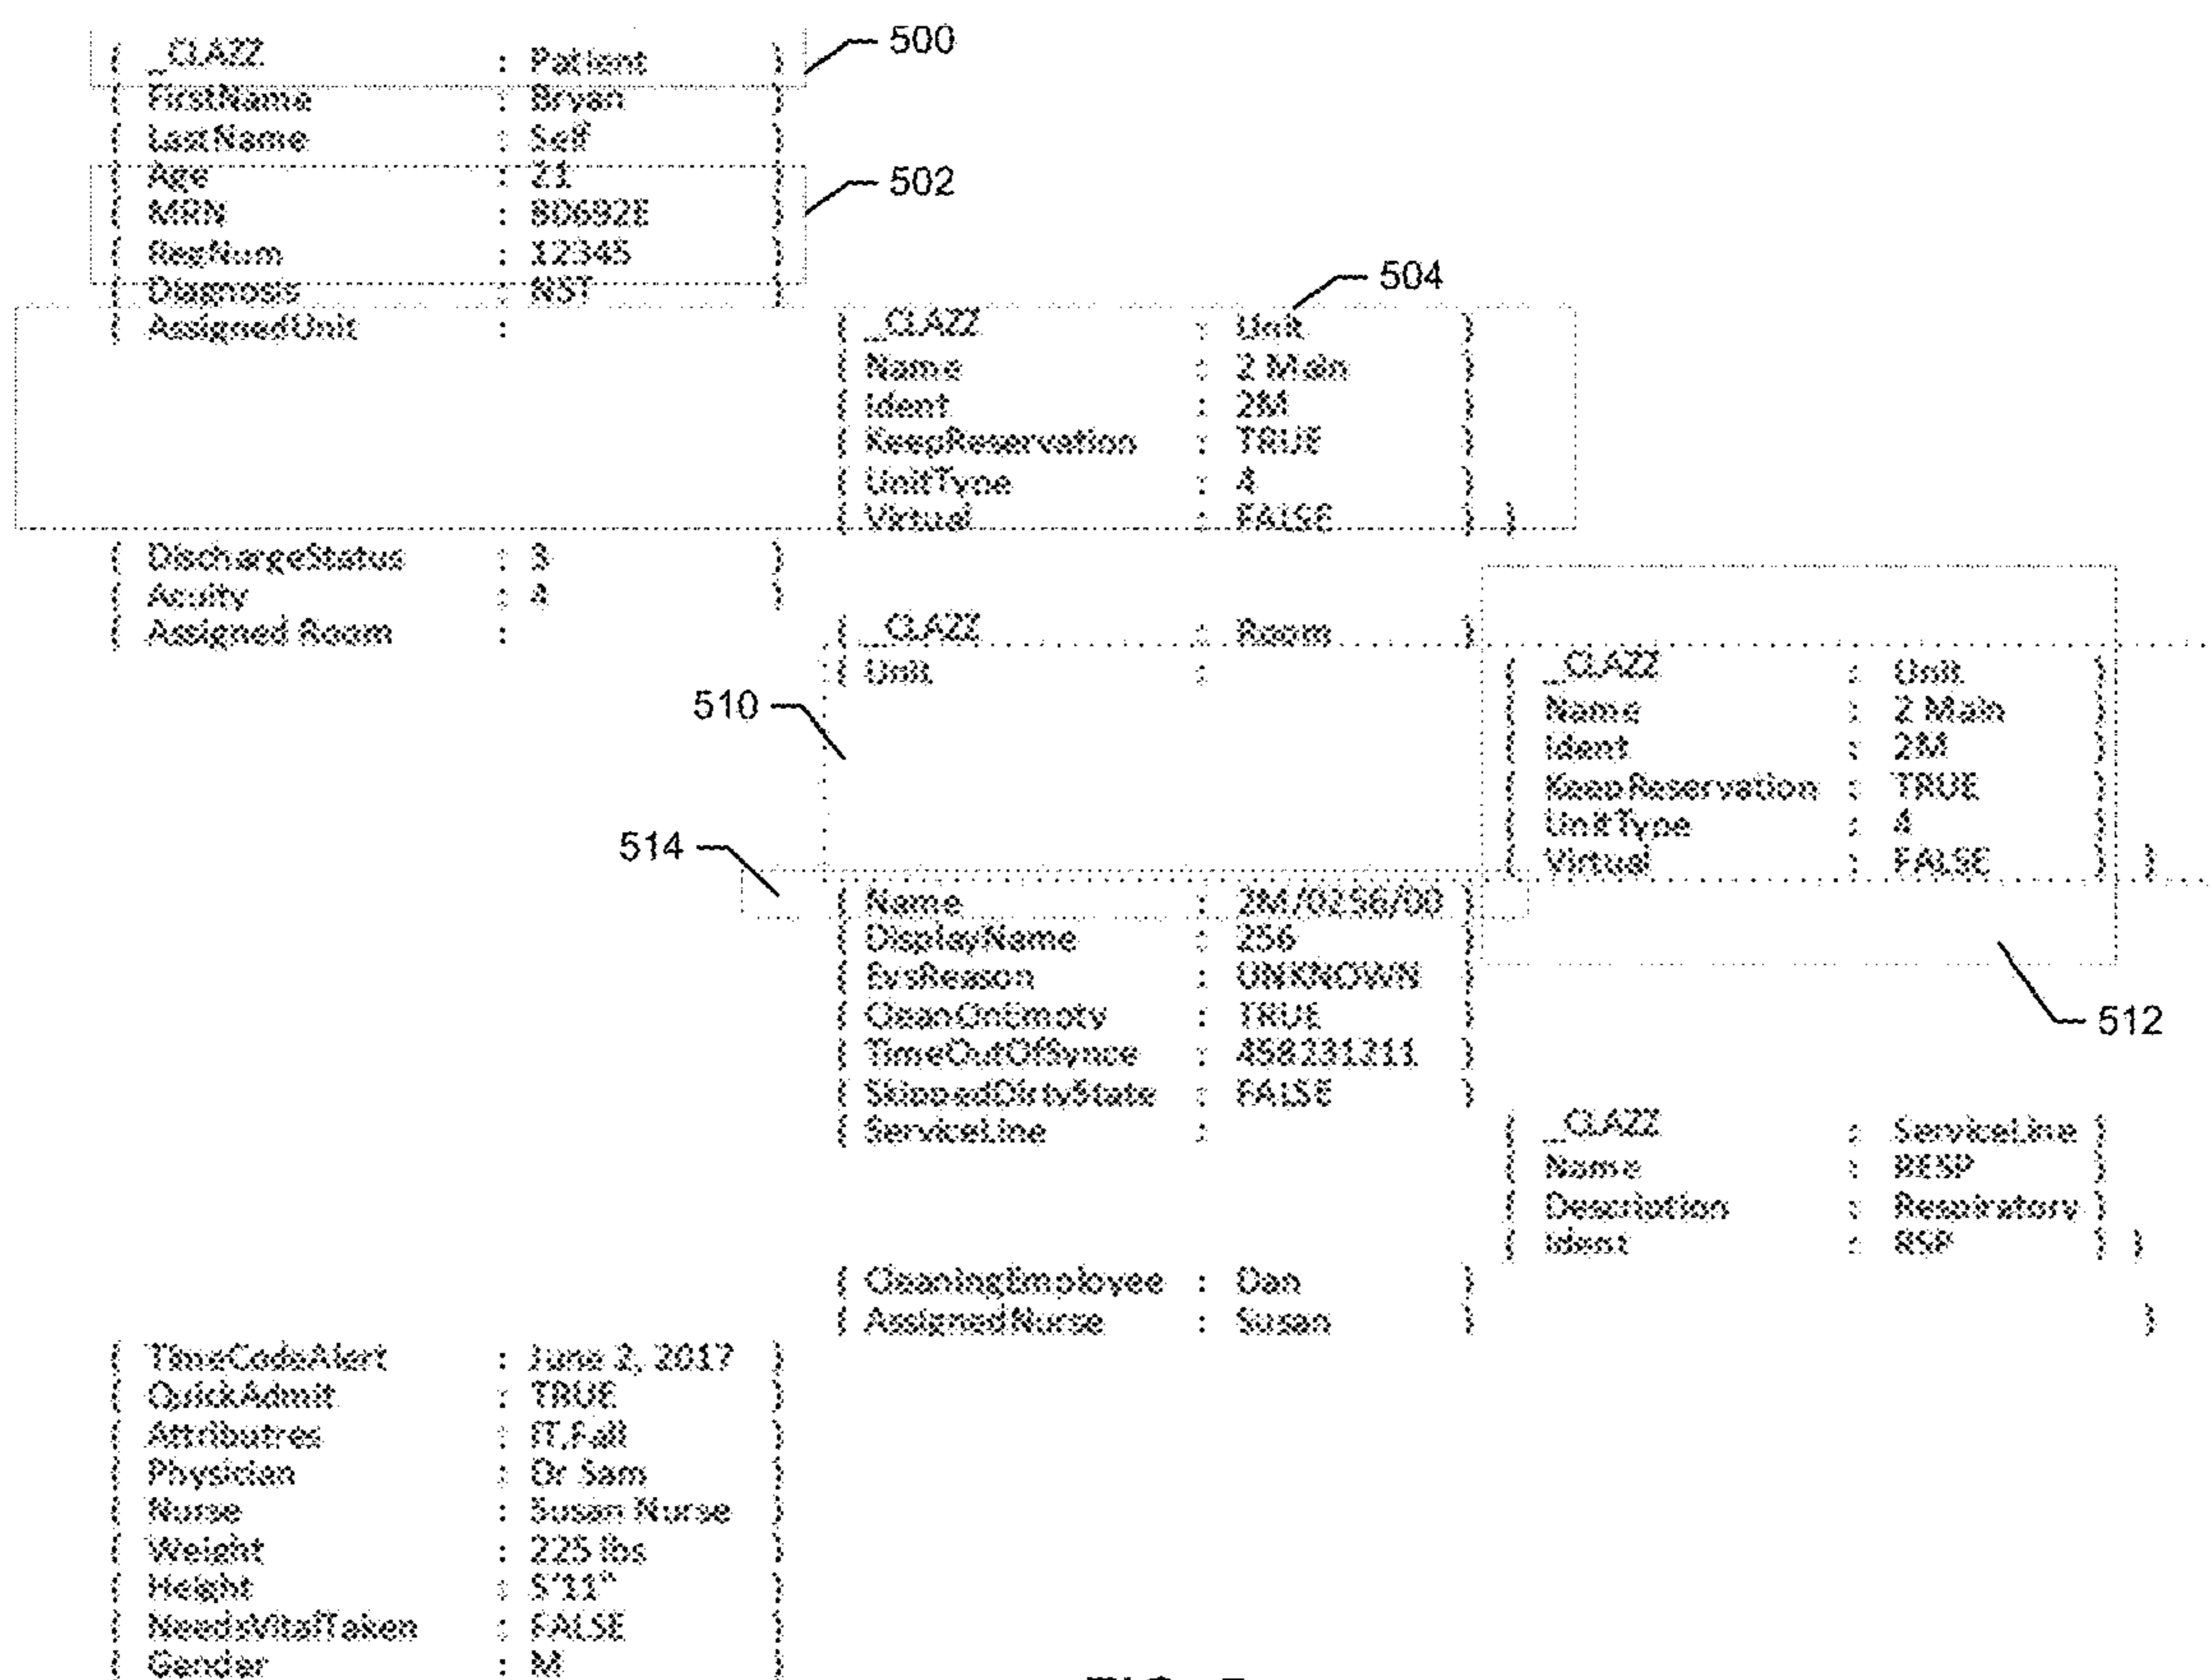 { _CLAZZ : Patient } 500
{ FirstName : Bryan }
{ LastName : Self }
{ Age : 21 } 502
{ MRN : 80692E }
{ RegNum : 12345 }
{ Diagnosis : NST } 504
{ AssignedUnit : { _CLAZZ : Unit }
{ Name : 2 Main }
{ Ident : 2M }
{ KeepReservation : TRUE }
{ UnitType : 4 }
{ Virtual : FALSE } }
{ DischargeStatus : 3 }
{ Acuity : 4 }
{ Assigned Room : { _CLAZZ : Room }
{ Unit : { _CLAZZ : Unit }
510 { Name : 2 Main }
{ Ident : 2M }
{ KeepReservation : TRUE }
{ UnitType : 4 }
514 { Virtual : FALSE } }
{ Name : 2M/0256/00 }
{ DisplayName : 256 }
{ EvsReason : UNKNOWN }
{ CleanOnEmpty : TRUE } 512
{ TimeOutOfSynce : 458231211 }
{ SkippedDirtyState : FALSE }
{ ServiceLine : { _CLAZZ : ServiceLine }
{ Name : RESP }
{ Description : Respiratory }
{ Ident : RSP } }
{ CleaningEmployee : Dan }
{ AssignedNurse : Susan } }
{ TimeCodeAlert : June 2, 2017 }
{ QuickAdmit : TRUE }
{ Attributres : IT,Fall }
{ Physician : Dr Sam }
{ Nurse : Susan Nurse }
{ Weight : 225 lbs }
{ Height : 5'11" }
{ NeedsVitalTaken : FALSE }
{ Gender : M }